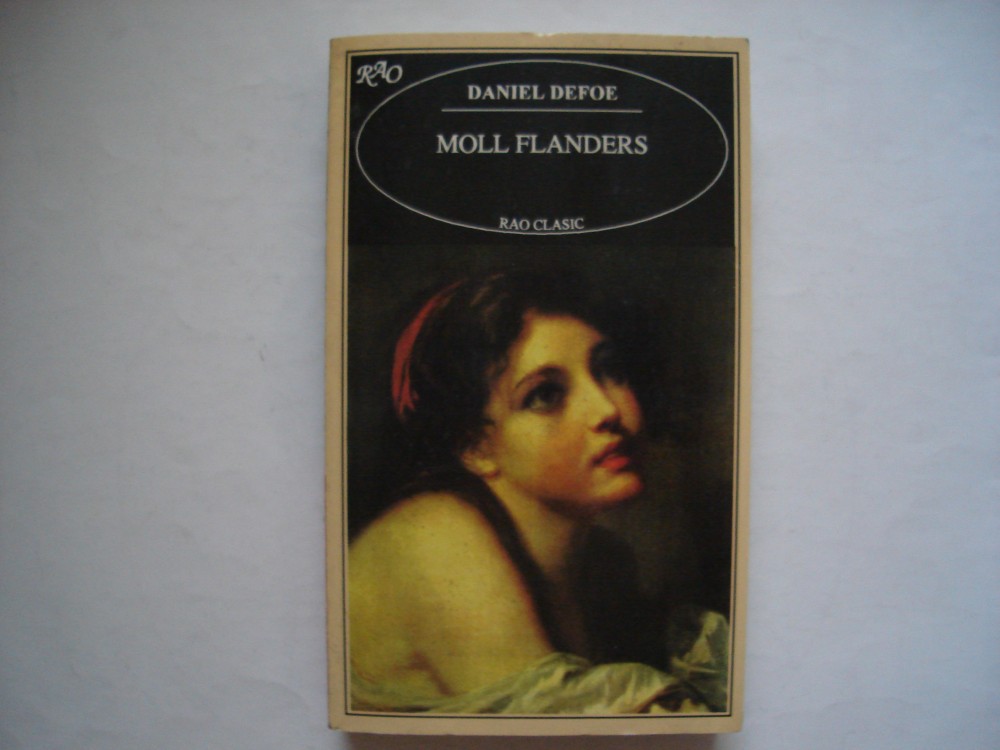 RAO
DANIEL DEFOE
MOLL FLANDERS
RAO CLASIC